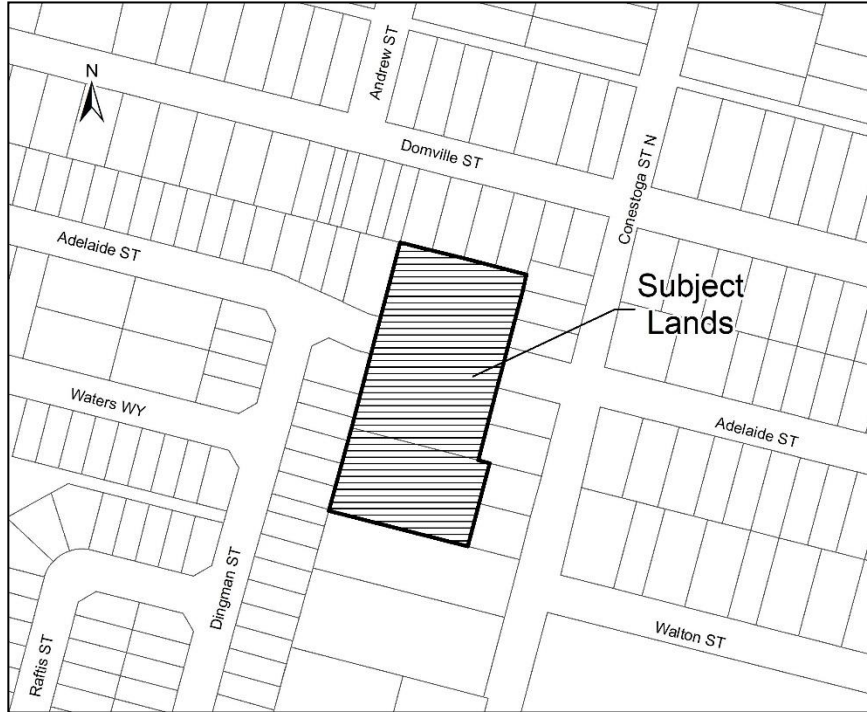 Andrew ST
N
Domville ST
Conestoga ST N
Adelaide ST
Subject
Lands
Waters WY
Adelaide ST
Dingman ST
Walton ST
Raftis ST